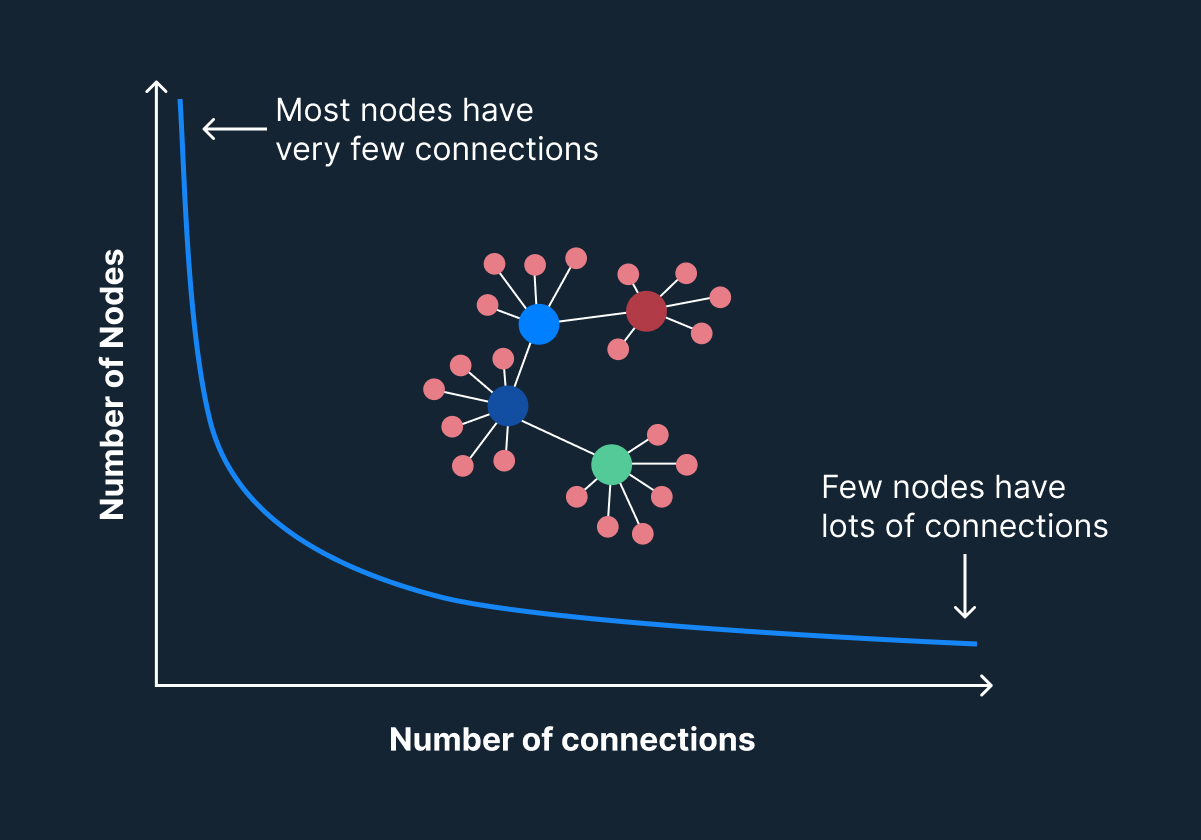 Most nodes have
very few connections
Number of Nodes
Few nodes have
lots of connections
Number of connections